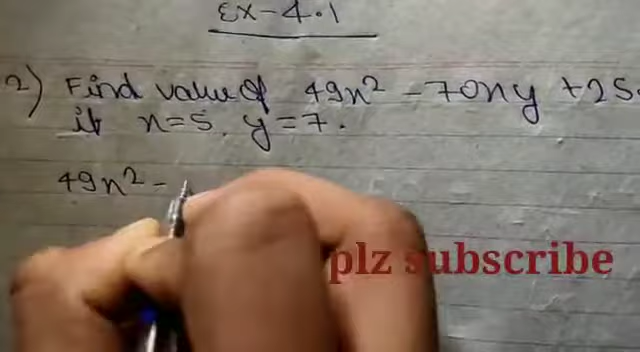 Ex-4.1
2) Find value of 49x² - 70xy + 25
if x=5, y=7.
49x² -
plz subscribe